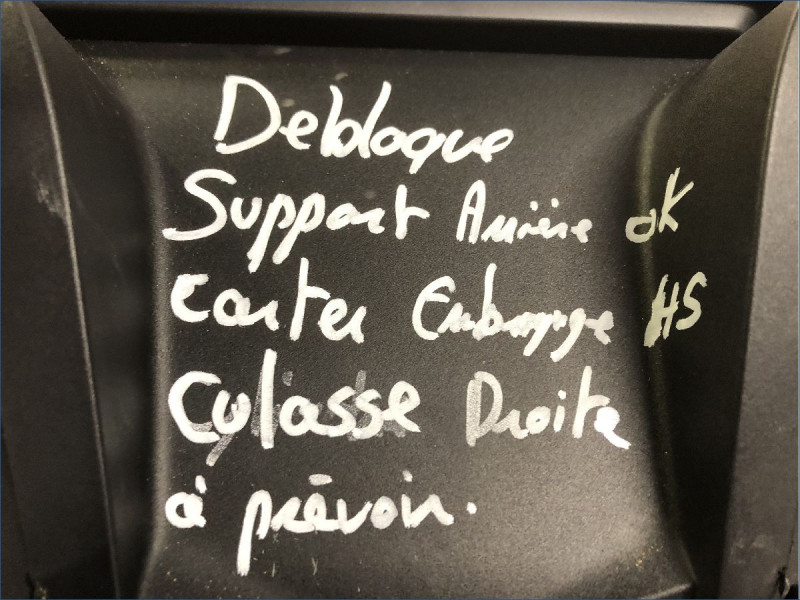 Debloque
Support Arrière OK
Carter Embrayage HS
Culasse Droite
à prévoir.